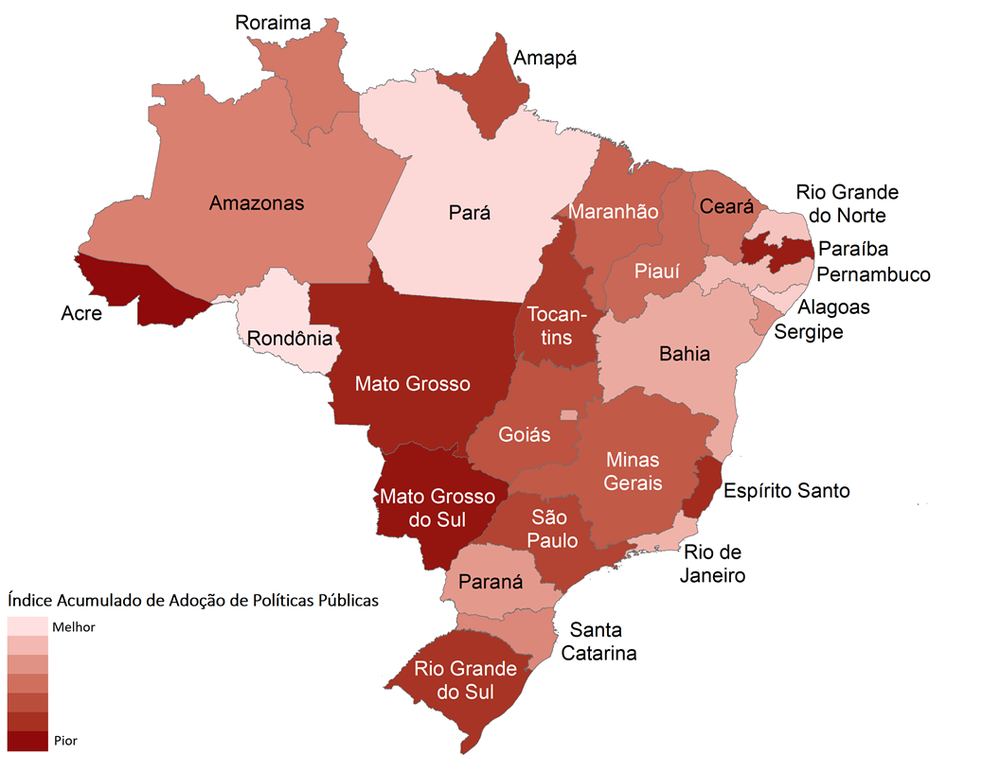 Roraima
Amapá
Rio Grande
do Norte
Amazonas
Pará
Maranhão
Ceará
Paraíba
Piauí
Pernambuco
Acre
Alagoas
Tocan-
tins
Rondônia
Sergipe
Bahia
Mato Grosso
Goiás
Minas
Gerais
Espírito Santo
Mato Grosso
do Sul
São
Paulo
Rio de
Janeiro
Paraná
Índice Acumulado de Adoção de Políticas Públicas
Melhor
Santa
Catarina
Rio Grande
do Sul
Pior